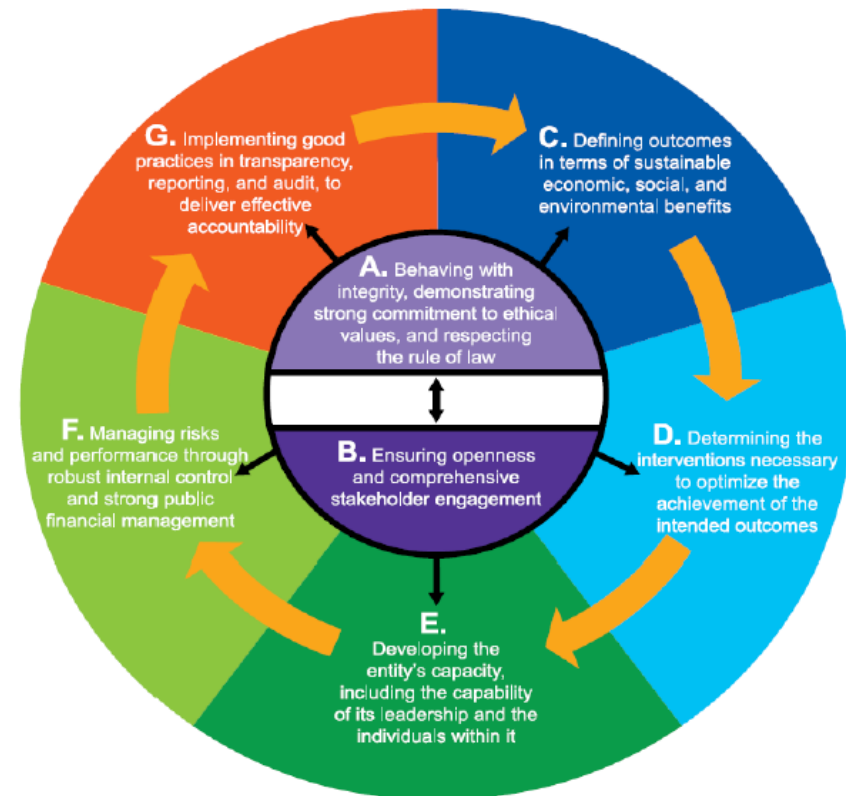 G. Implementing good
practices in transparency,
reporting, and audit, to
deliver effective
accountability
C. Defining outcomes
in terms of sustainable
economic, social, and
environmental benefits
A. Behaving with
integrity, demonstrating
strong commitment to ethical
values, and respecting
the rule of law
F. Managing risks
and performance through
robust internal control
and strong public
financial management
B. Ensuring openness
and comprehensive
stakeholder engagement
D. Determining the
interventions necessary
to optimize the
achievement of the
intended outcomes
E.
Developing the
entity's capacity,
including the capability
of its leadership and the
individuals within it